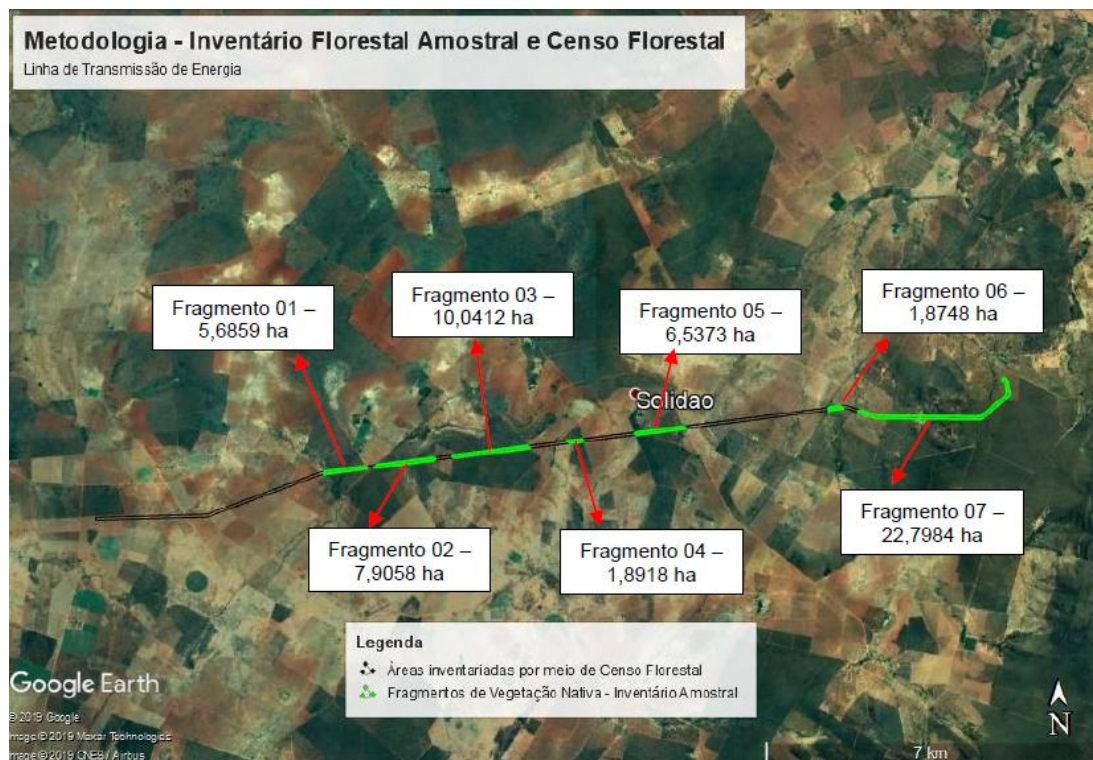 Metodologia - Inventário Florestal Amostral e Censo Florestal
Linha de Transmissão de Energia
Fragmento 01 –
5,6859 ha
Fragmento 03 –
10,0412 ha
Fragmento 05 –
6,5373 ha
Fragmento 06 –
1,8748 ha
Solidao
Fragmento 02 –
7,9058 ha
Fragmento 04 –
1,8918 ha
Fragmento 07 –
22,7984 ha
Legenda
Àreas inventariadas por meio de Censo Florestal
Fragmentos de Vegetação Nativa - Inventário Amostral
Google Earth
© 2019 Google
Image © 2019 Maxar Technologies
Image © 2019 CNES / Airbus
N
7 km